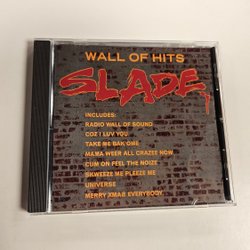 WALL OF HITS
SLADE
INCLUDES:
RADIO WALL OF SOUND
COZ I LUV YOU
TAKE ME BAK OME
MAMA WEER ALL CRAZEE NOW
CUM ON FEEL THE NOIZE
SKWEEZE ME PLEEZE ME
UNIVERSE
MERRY XMAS EVERYBODY